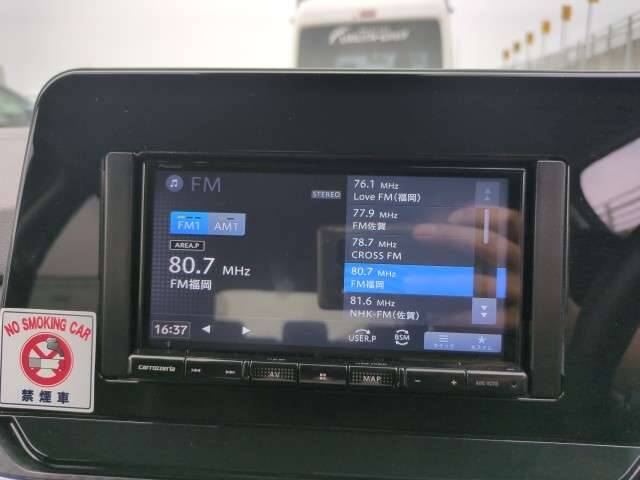 FM
STEREO
FM1 AM1
AREA.P
80.7 MHz
FM福岡
16:37
76.1 MHz
Love FM(福岡)
77.9 MHz
FM佐賀
78.7 MHz
CROSS FM
80.7 MHz
FM福岡
81.6 MHz
NHK-FM(佐賀)
USER.P BSM
carrozzeria AV MAP - +
NO SMOKING CAR
禁煙車